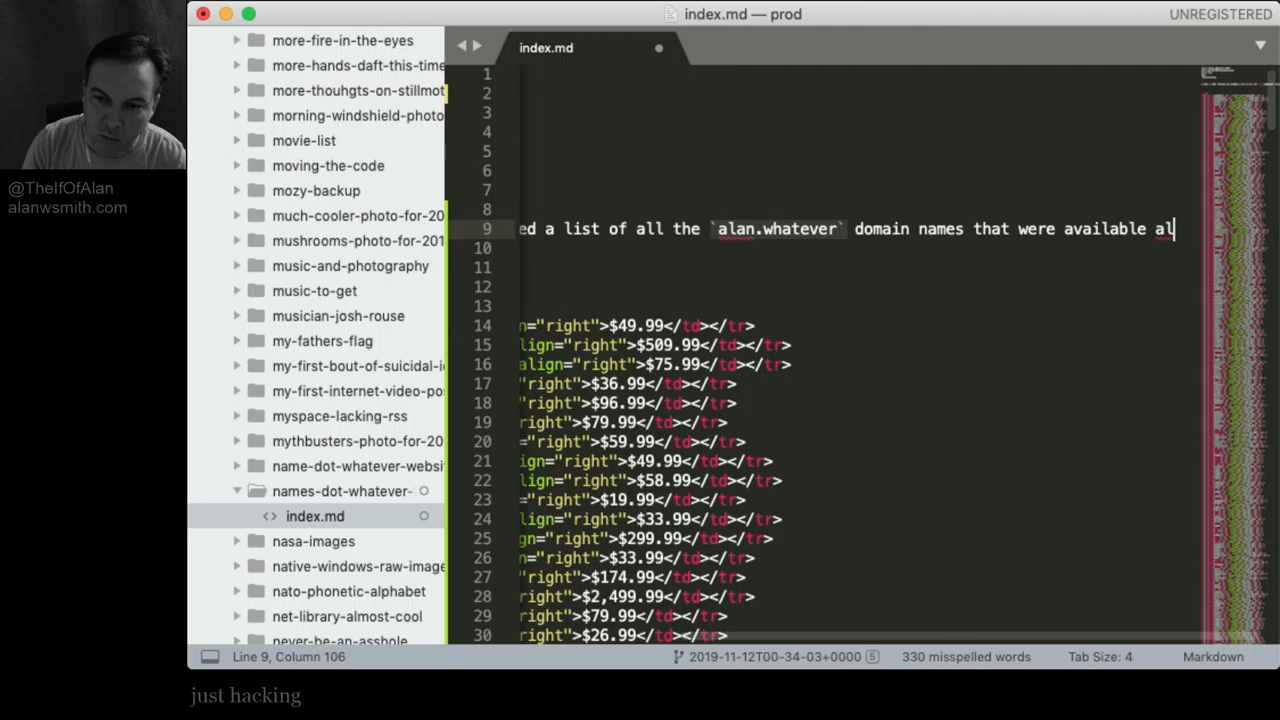 index.md — prod
UNREGISTERED
@TheIfOfAlan
alanwsmith.com
more-fire-in-the-eyes
more-hands-daft-this-time
more-thouhgts-on-stillmot
morning-windshield-photo
movie-list
moving-the-code
mozy-backup
much-cooler-photo-for-20
mushrooms-photo-for-201
music-and-photography
music-to-get
musician-josh-rouse
my-fathers-flag
my-first-bout-of-suicidal-i
my-first-internet-video-po
myspace-lacking-rss
mythbusters-photo-for-20
name-dot-whatever-websi
names-dot-whatever-
<> index.md
nasa-images
native-windows-raw-image
nato-phonetic-alphabet
net-library-almost-cool
never-be-an-asshole
index.md
1
2
3
4
5
6
7
8
9 ed a list of all the `alan.whatever` domain names that were available al
10
11
12
13
14 n="right">$49.99</td></tr>
15 lign="right">$509.99</td></tr>
16 align="right">$75.99</td></tr>
17 ="right">$36.99</td></tr>
18 "right">$96.99</td></tr>
19 right">$79.99</td></tr>
20 ="right">$59.99</td></tr>
21 ign="right">$49.99</td></tr>
22 lign="right">$58.99</td></tr>
23 ="right">$19.99</td></tr>
24 lign="right">$33.99</td></tr>
25 gn="right">$299.99</td></tr>
26 n="right">$33.99</td></tr>
27 "right">$174.99</td></tr>
28 right">$2,499.99</td></tr>
29 right">$79.99</td></tr>
30 right">$26.99</td></tr>
Line 9, Column 106
2019-11-12T00-34-03+0000 5
330 misspelled words
Tab Size: 4
Markdown
just hacking